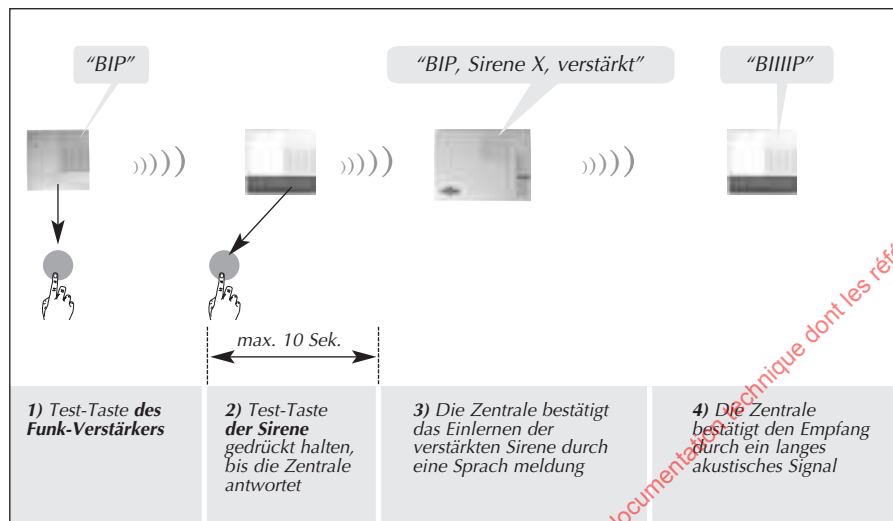 “BIP”
“BIP, Sirene X, verstärkt”
“BIIIIP”
max. 10 Sek.
1) Test-Taste des
Funk-Verstärkers
2) Test-Taste
der Sirene
gedrückt halten,
bis die Zentrale
antwortet
3) Die Zentrale bestätigt
das Einlernen der
verstärkten Sirene durch
eine Sprach meldung
4) Die Zentrale
bestätigt den Empfang
durch ein langes
akustisches Signal
documentation technique dont les